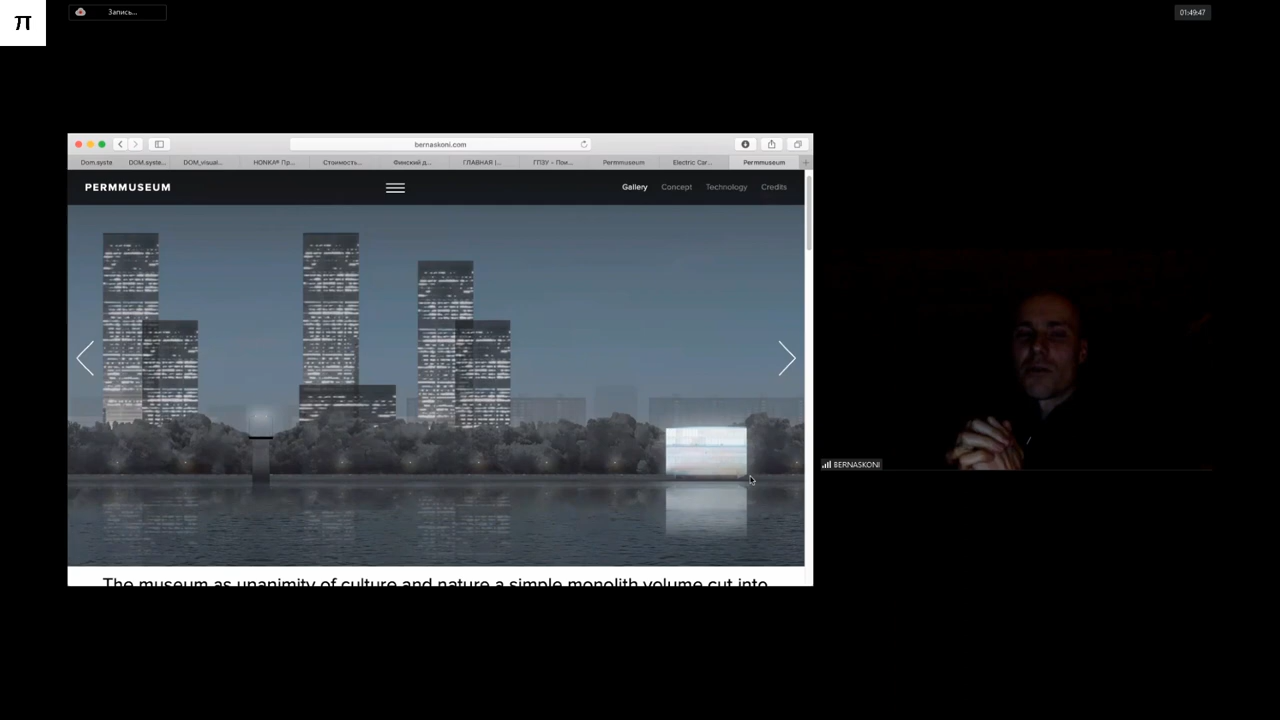 π
Запись...
01:49:47
bernaskoni.com
Dom.syste
DOM.syste...
DOM_visual...
HONKA® Пр...
Стоимость...
Финский д...
ГЛАВНАЯ |...
ГПЗУ – Пои...
Permmuseum
Electric Car...
Permmuseum
PERMMUSEUM
Gallery
Concept
Technology
Credits
The museum as unanimity of culture and nature a simple monolith volume cut into
BERNASKONI